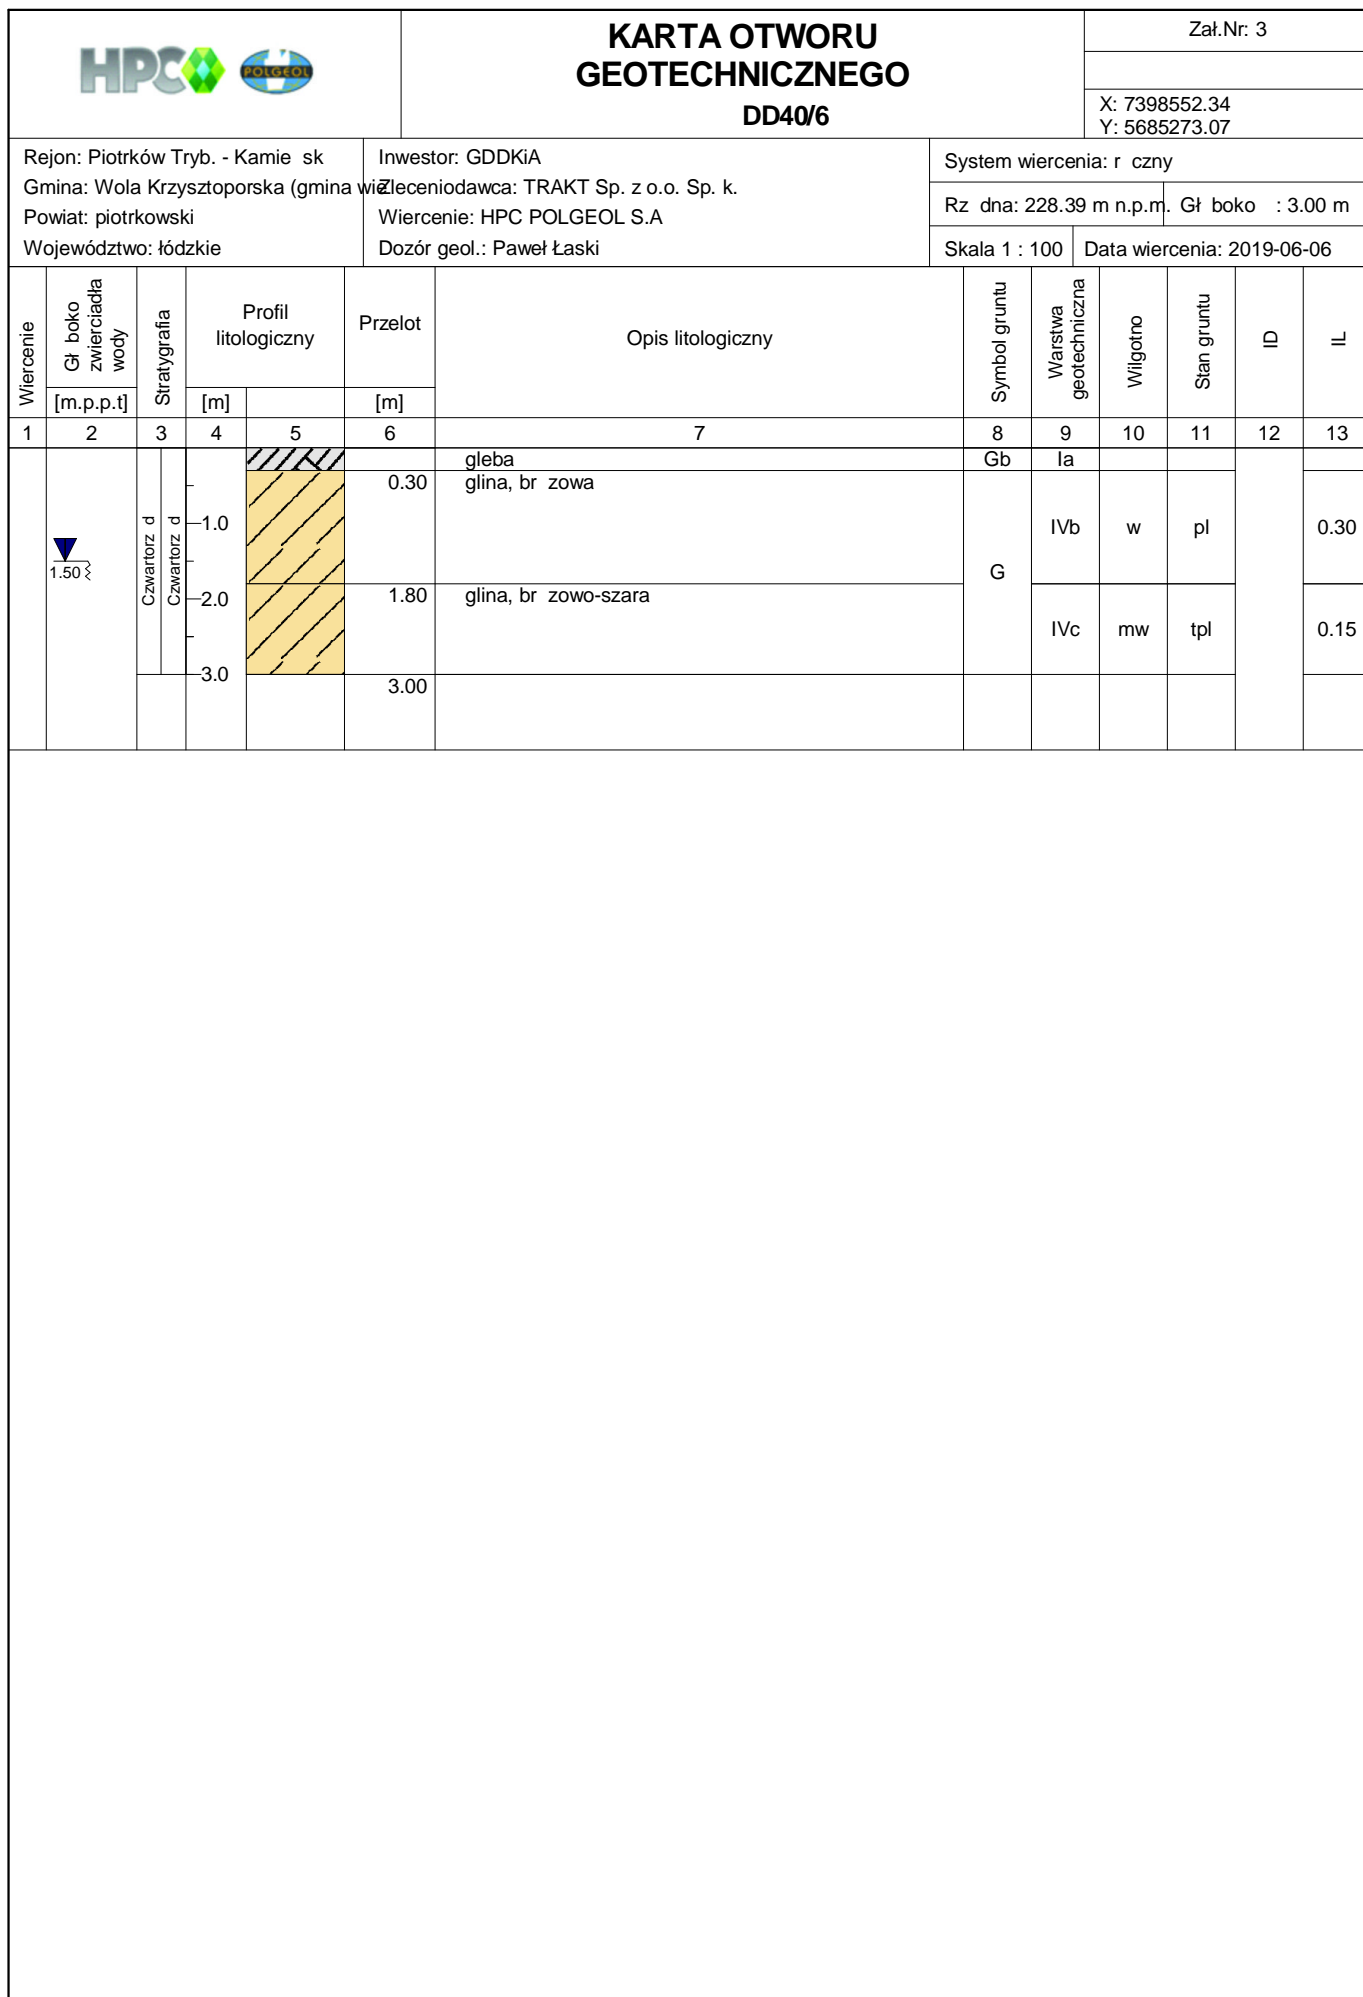 HPC POLGEOL
KARTA OTWORU
GEOTECHNICZNEGO
DD40/6
Zał.Nr: 3
X: 7398552.34
Y: 5685273.07
Rejon: Piotrków Tryb. - Kamie sk
Gmina: Wola Krzysztoporska (gmina wie
Powiat: piotrkowski
Województwo: łódzkie
Inwestor: GDDKiA
Zleceniodawca: TRAKT Sp. z o.o. Sp. k.
Wiercenie: HPC POLGEOL S.A
Dozór geol.: Paweł Łaski
System wiercenia: r czny
Rz dna: 228.39 m n.p.m. Gł boko : 3.00 m
Skala 1 : 100 Data wiercenia: 2019-06-06
Wiercenie
Gł boko
zwierciadła
wody
[m.p.p.t]
Stratygrafia
Profil
litologiczny
[m]
Przelot
[m]
Opis litologiczny
Symbol gruntu
Warstwa
geotechniczna
Wilgotno
Stan gruntu
ID
IL
1 2 3 4 5 6 7 8 9 10 11 12 13
gleba Gb Ia
0.30 glina, br zowa
1.0
IVb w pl 0.30
1.50
Czwartorz d
Czwartorz d
G
2.0
1.80 glina, br zowo-szara
IVc mw tpl 0.15
3.0
3.00